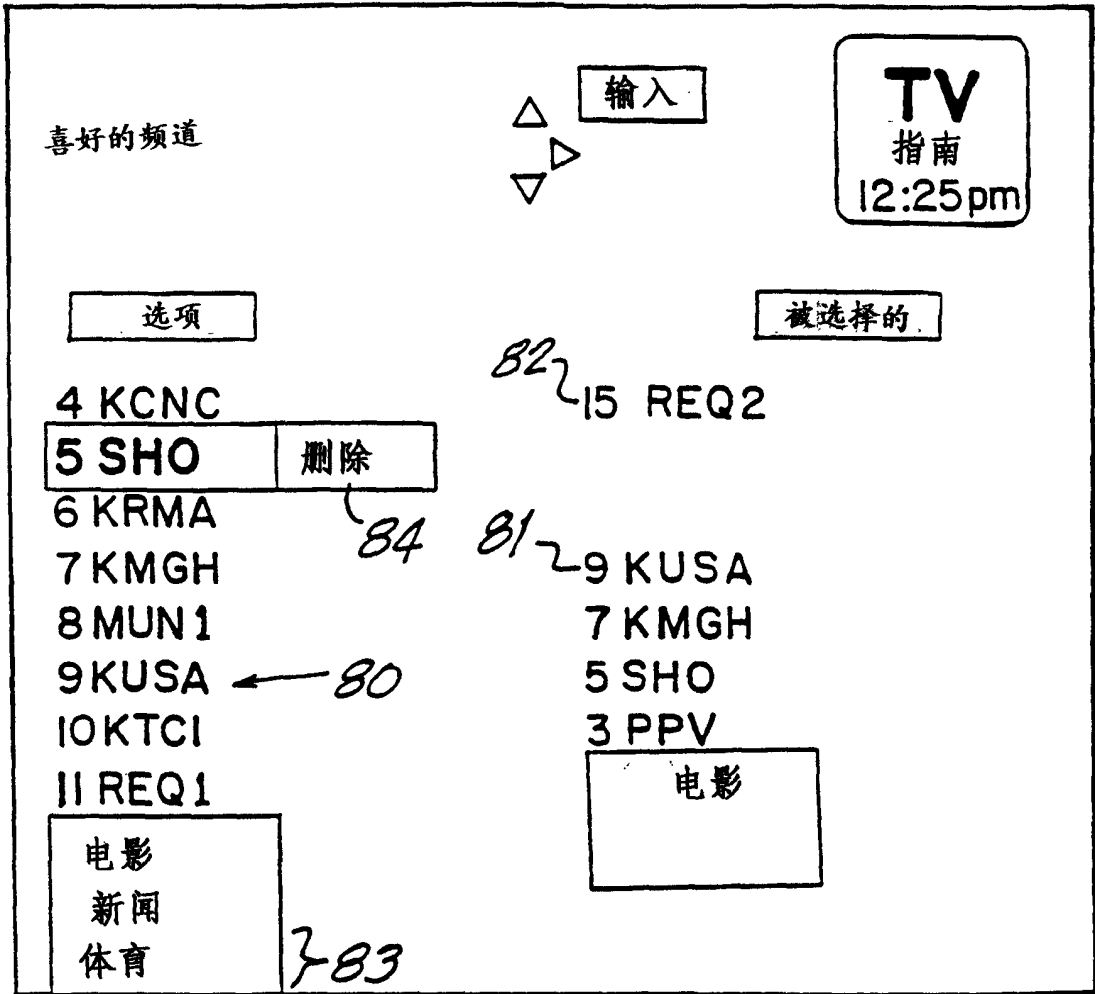 喜好的频道
输入
TV
指南
12:25pm
选项
4 KCNC
5 SHO 删除
84
6 KRMA
7 KMGH
8 MUN1
9 KUSA
80
10 KTCI
11 REQ1
电影
新闻
体育
83
被选择的
82
15 REQ2
81
9 KUSA
7 KMGH
5 SHO
3 PPV
电影